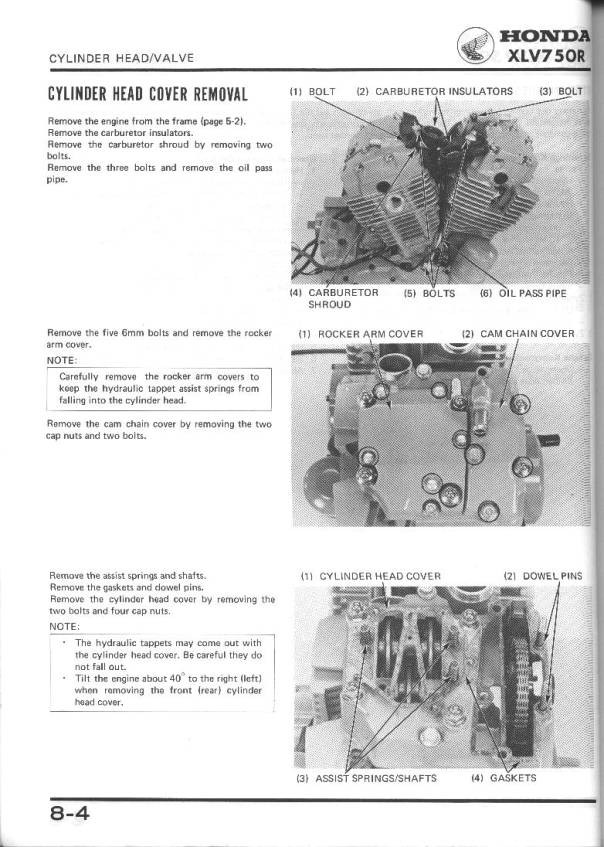 CYLINDER HEAD/VALVE
HONDA
XLV750R
CYLINDER HEAD COVER REMOVAL
Remove the engine from the frame (page 5-2).
Remove the carburetor insulators.
Remove the carburetor shroud by removing two
bolts.
Remove the three bolts and remove the oil pass
pipe.
(1) BOLT (2) CARBURETOR INSULATORS (3) BOLT
(4) CARBURETOR SHROUD
(5) BOLTS (6) OIL PASS PIPE
Remove the five 6mm bolts and remove the rocker
arm cover.
NOTE:
Carefully remove the rocker arm covers to
keep the hydraulic tappet assist springs from
falling into the cylinder head.
Remove the cam chain cover by removing the two
cap nuts and two bolts.
(1) ROCKER ARM COVER (2) CAM CHAIN COVER
Remove the assist springs and shafts.
Remove the gaskets and dowel pins.
Remove the cylinder head cover by removing the
two bolts and four cap nuts.
NOTE:
· The hydraulic tappets may come out with
the cylinder head cover. Be careful they do
not fall out.
· Tilt the engine about 40° to the right (left)
when removing the front (rear) cylinder
head cover.
(1) CYLINDER HEAD COVER (2) DOWEL PINS
(3) ASSIST SPRINGS/SHAFTS (4) GASKETS
8-4